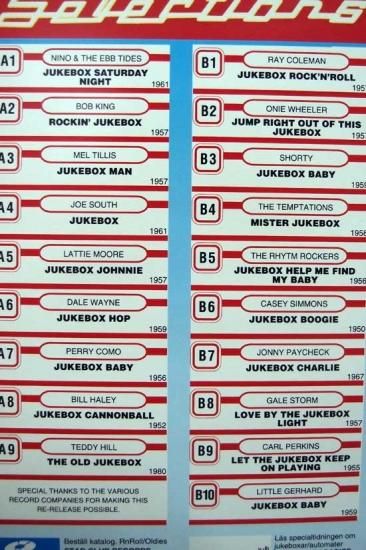 Selections
A1
NINO & THE EBB TIDES
JUKEBOX SATURDAY
NIGHT
1961
A2
BOB KING
ROCKIN' JUKEBOX
1957
A3
MEL TILLIS
JUKEBOX MAN
1957
A4
JOE SOUTH
JUKEBOX
1961
A5
LATTIE MOORE
JUKEBOX JOHNNIE
1957
A6
DALE WAYNE
JUKEBOX HOP
1959
A7
PERRY COMO
JUKEBOX BABY
1956
A8
BILL HALEY
JUKEBOX CANNONBALL
1952
A9
TEDDY HILL
THE OLD JUKEBOX
1980
SPECIAL THANKS TO THE VARIOUS
RECORD COMPANIES FOR MAKING THIS
RE-RELEASE POSSIBLE.
Beställ katalog. RnRoll/Oldies
B1
RAY COLEMAN
JUKEBOX ROCK'N'ROLL
195
B2
ONIE WHEELER
JUMP RIGHT OUT OF THIS
JUKEBOX
195
B3
SHORTY
JUKEBOX BABY
1959
B4
THE TEMPTATIONS
MISTER JUKEBOX
1958
B5
THE RHYTM ROCKERS
JUKEBOX HELP ME FIND
MY BABY
1956
B6
CASEY SIMMONS
JUKEBOX BOOGIE
1950
B7
JONNY PAYCHECK
JUKEBOX CHARLIE
1967
B8
GALE STORM
LOVE BY THE JUKEBOX
LIGHT
1957
B9
CARL PERKINS
LET THE JUKEBOX KEEP
ON PLAYING
1955
B10
LITTLE GERHARD
JUKEBOX BABY
1959
Läs specialtidningen om
jukeboxar/automater